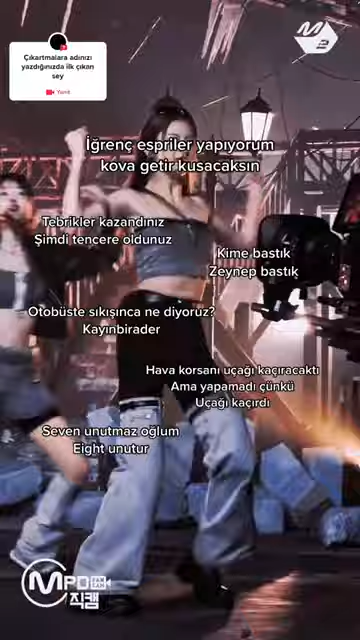 M2
Çıkartmalara adınızı
yazdığınızda ilk çıkan
şey
Yanıt
İğrenç espriler yapıyorum
kova getir kusacaksın
Tebrikler kazandınız
Şimdi tencere oldunuz
Kime bastık
Zeynep bastık
Otobüste sıkışınca ne diyoruz?
Kayınbirader
Hava korsanı uçağı kaçıracaktı
Ama yapamadı çünkü
Uçağı kaçırdı
Seven unutmaz oğlum
Eight unutur
MPD
직캠